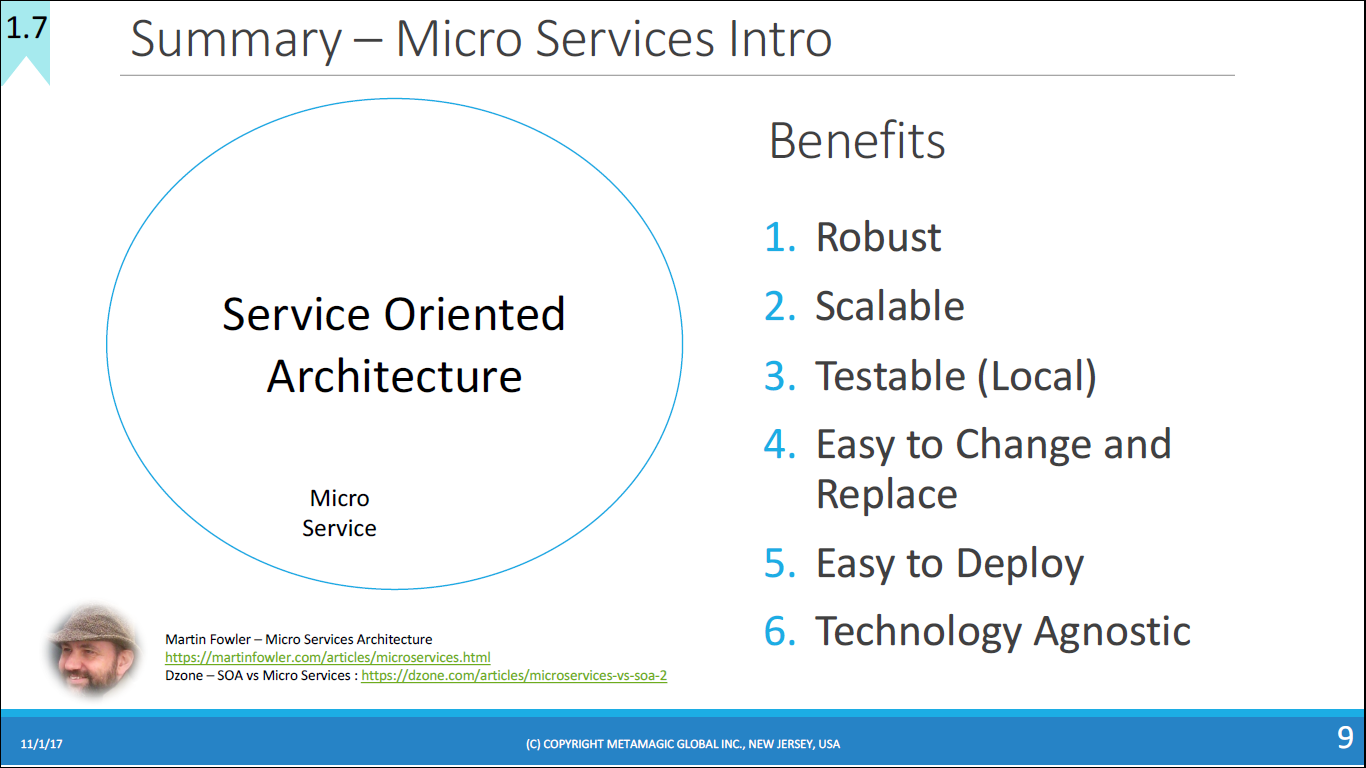 1.7
Summary – Micro Services Intro
Service Oriented
Architecture
Micro
Service
Benefits
1. Robust
2. Scalable
3. Testable (Local)
4. Easy to Change and
Replace
5. Easy to Deploy
6. Technology Agnostic
Martin Fowler – Micro Services Architecture
https://martinfowler.com/articles/microservices.html
Dzone – SOA vs Micro Services : https://dzone.com/articles/microservices-vs-soa-2
11/1/17
(C) COPYRIGHT METAMAGIC GLOBAL INC., NEW JERSEY, USA
9